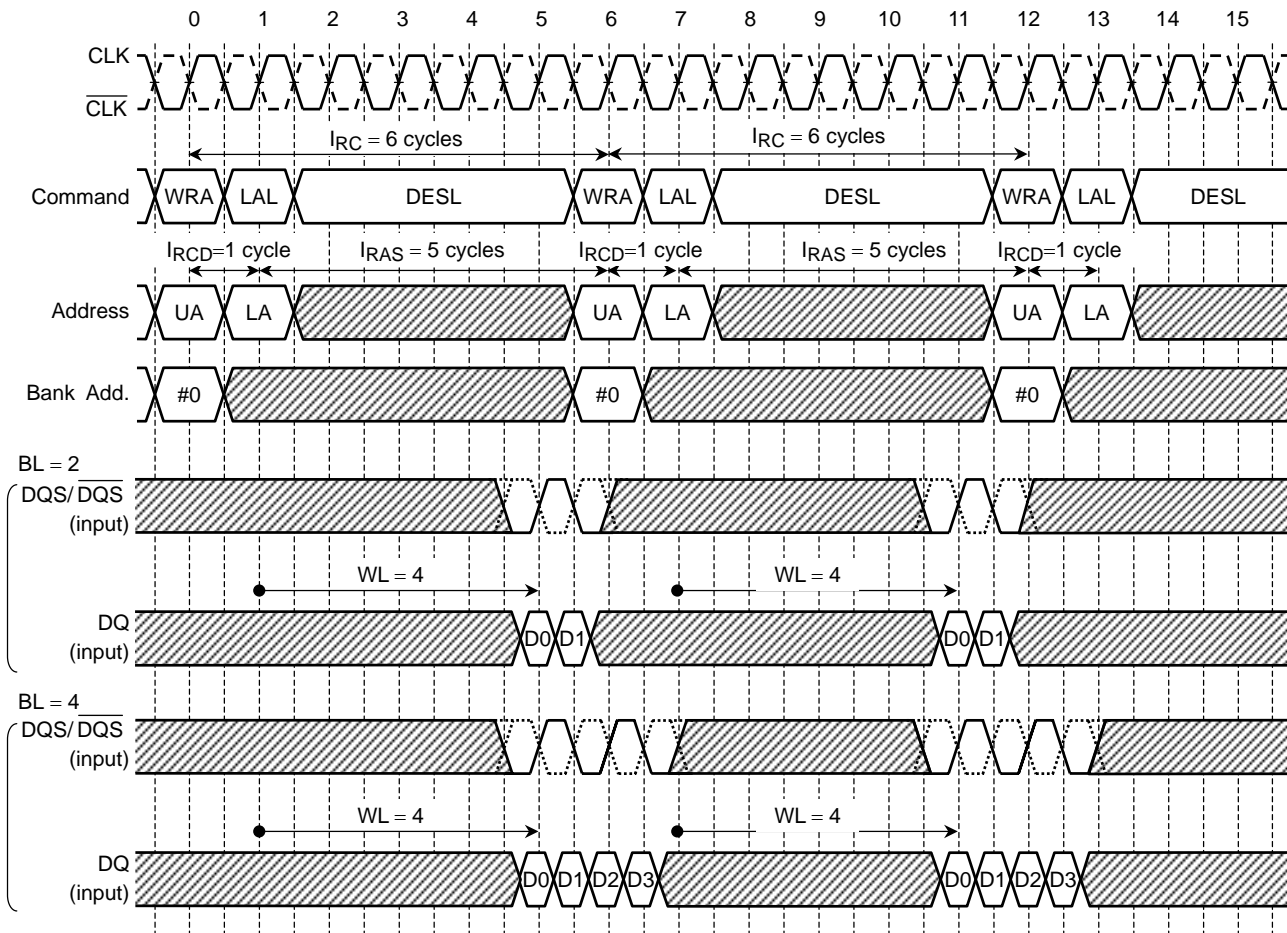 0 1 2 3 4 5 6 7 8 9 10 11 12 13 14 15
CLK
CLK
IRC = 6 cycles IRC = 6 cycles
Command WRA LAL DESL WRA LAL DESL WRA LAL DESL
IRCD=1 cycle IRAS = 5 cycles IRCD=1 cycle IRAS = 5 cycles IRCD=1 cycle
Address UA LA UA LA UA LA
Bank Add. #0 #0 #0
BL = 2
DQS/DQS
(input)
WL = 4 WL = 4
DQ
(input) D0 D1 D0 D1
BL = 4
DQS/DQS
(input)
WL = 4 WL = 4
DQ
(input) D0 D1 D2 D3 D0 D1 D2 D3